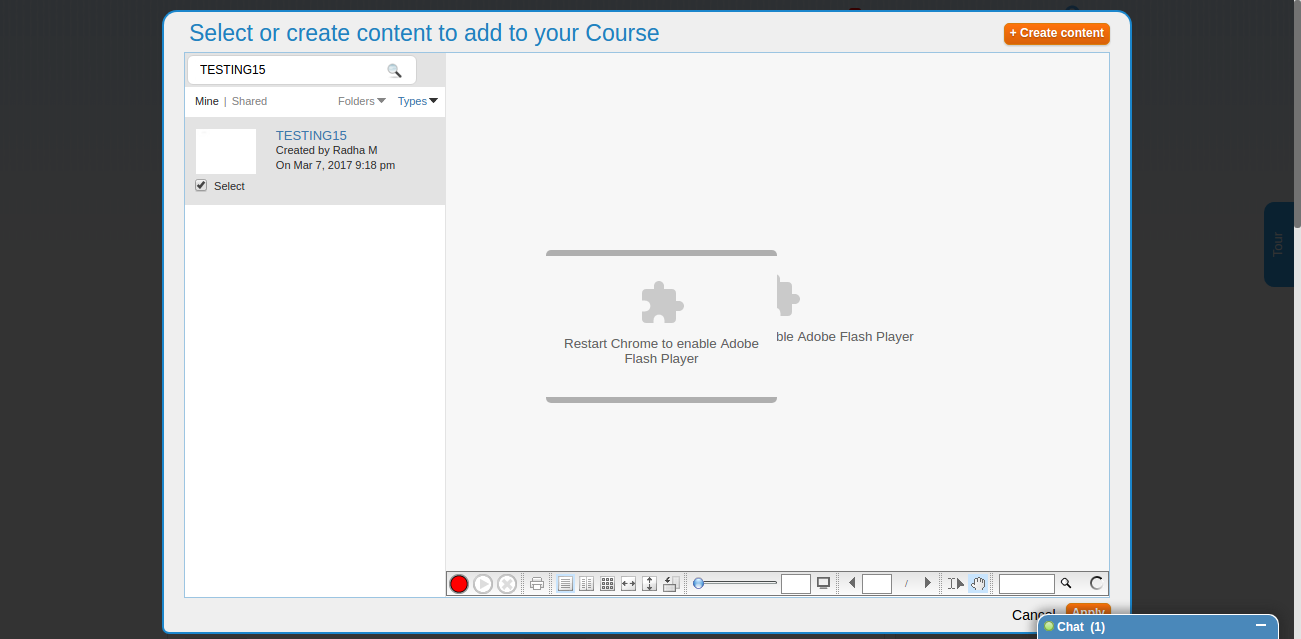 Select or create content to add to your Course
+ Create content
TESTING15
Mine | Shared
Folders
Types
TESTING15
Created by Radha M
On Mar 7, 2017 9:18 pm
Select
Restart Chrome to enable Adobe
Flash Player
ble Adobe Flash Player
Tour
/
Cancel
Apply
Chat (1)